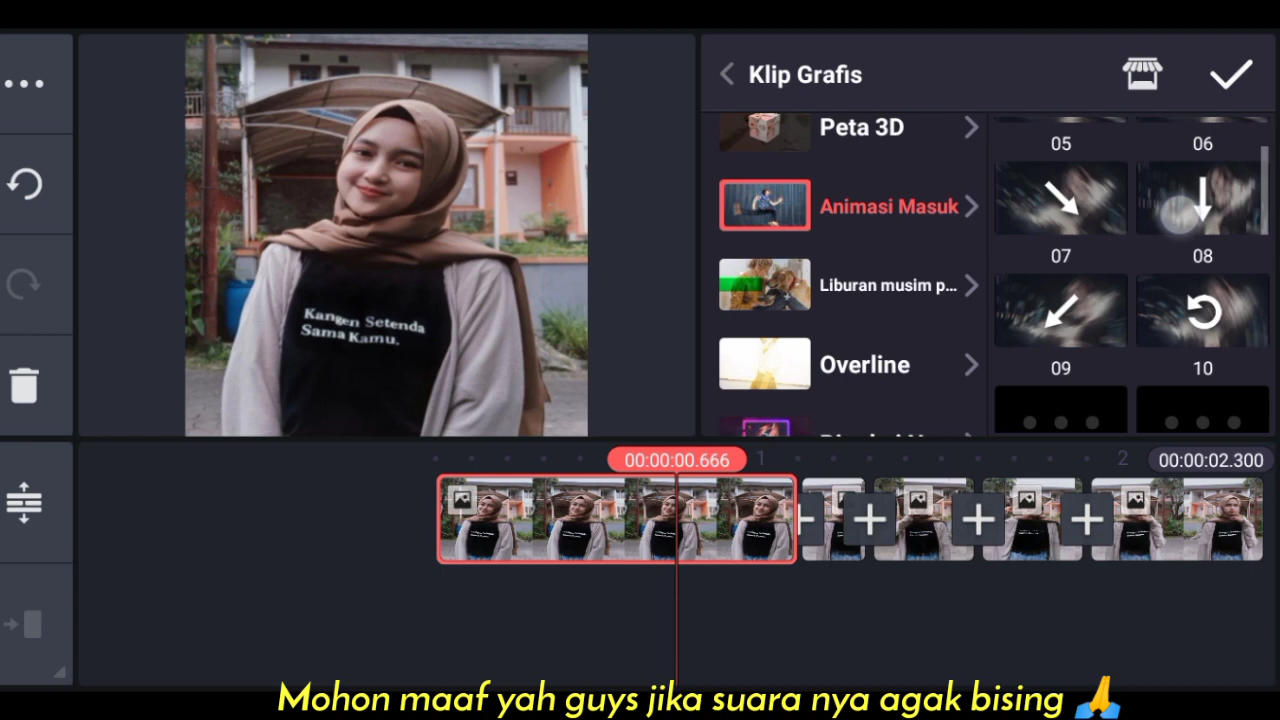 Klip Grafis
Peta 3D
Animasi Masuk
Liburan musim p...
Overline
05
06
07
08
09
10
Kangen Setenda
Sama Kamu.
00:00:00.666
1
2
00:00:02.300
Mohon maaf yah guys jika suara nya agak bising 🙏